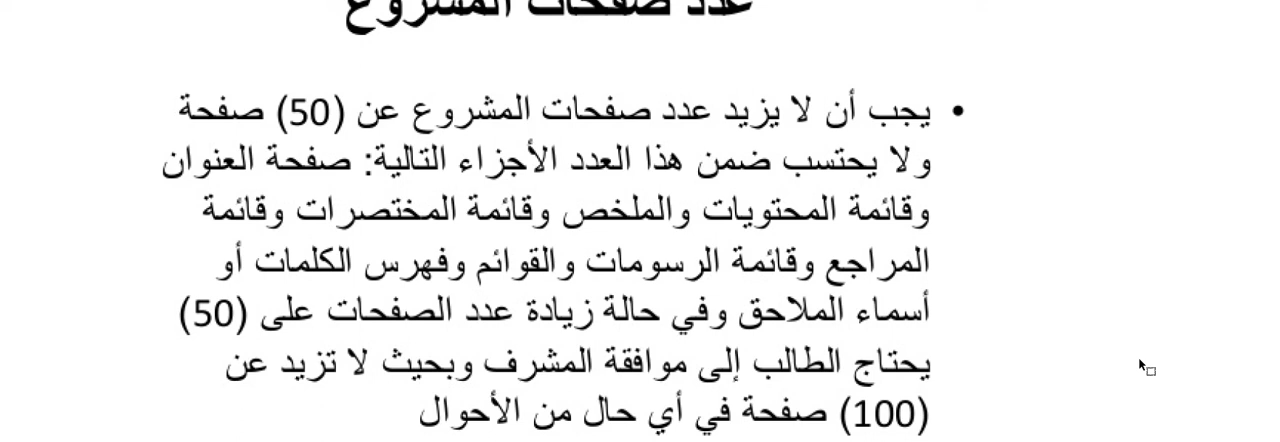 عدد صفحات المشروع
• يجب أن لا يزيد عدد صفحات المشروع عن (50) صفحة
ولا يحتسب ضمن هذا العدد الأجزاء التالية: صفحة العنوان
وقائمة المحتويات والملخص وقائمة المختصرات وقائمة
المراجع وقائمة الرسومات والقوائم وفهرس الكلمات أو
أسماء الملاحق وفي حالة زيادة عدد الصفحات على (50)
يحتاج الطالب إلى موافقة المشرف وبحيث لا تزيد عن
(100) صفحة في أي حال من الأحوال